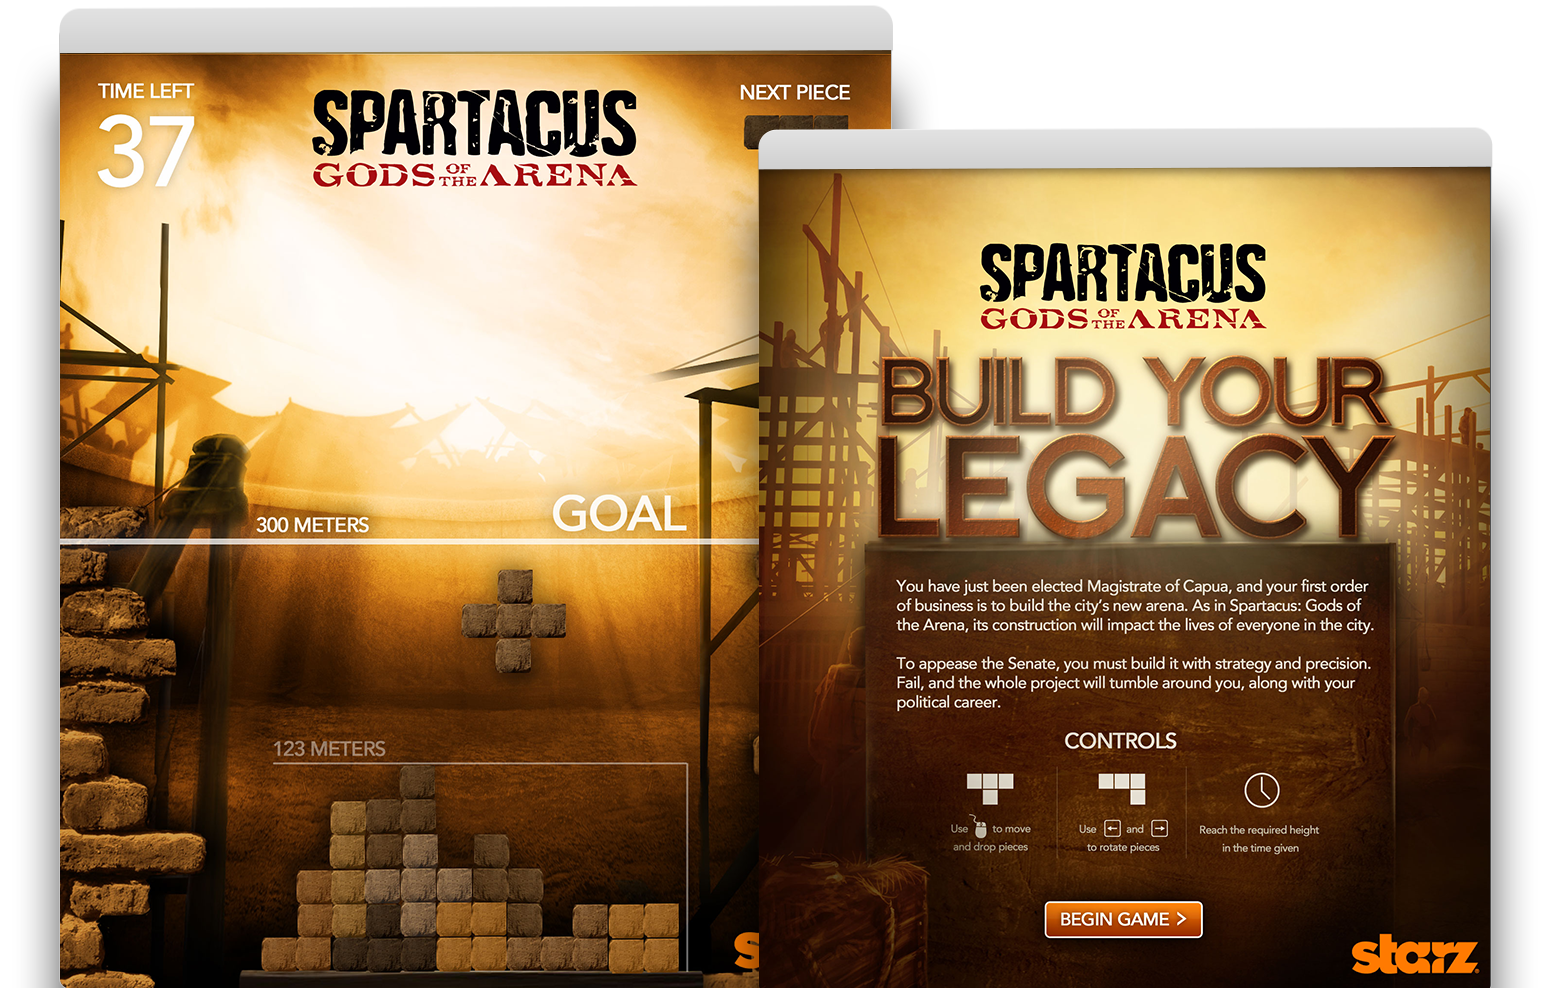 TIME LEFT
37
SPARTACUS
GODS OF THE ARENA
NEXT PIECE
300 METERS
GOAL
123 METERS
SPARTACUS
GODS OF THE ARENA
BUILD YOUR
LEGACY
You have just been elected Magistrate of Capua, and your first order
of business is to build the city's new arena. As in Spartacus: Gods of
the Arena, its construction will impact the lives of everyone in the city.
To appease the Senate, you must build it with strategy and precision.
Fail, and the whole project will tumble around you, along with your
political career.
CONTROLS
Use to move
and drop pieces
Use ← and →
to rotate pieces
Reach the required height
in the time given
BEGIN GAME >
starz